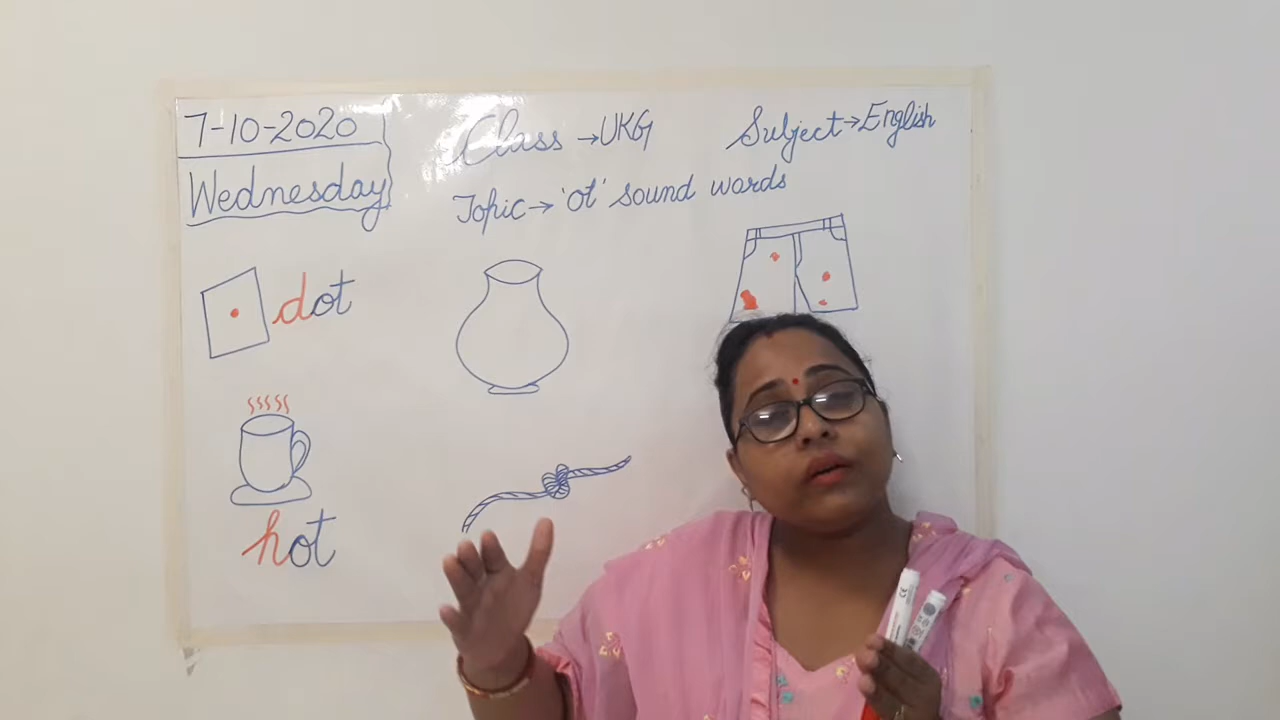 7-10-2020
Wednesday
Class → UKG
Subject → English
Topic → 'ot' sound words
dot
hot